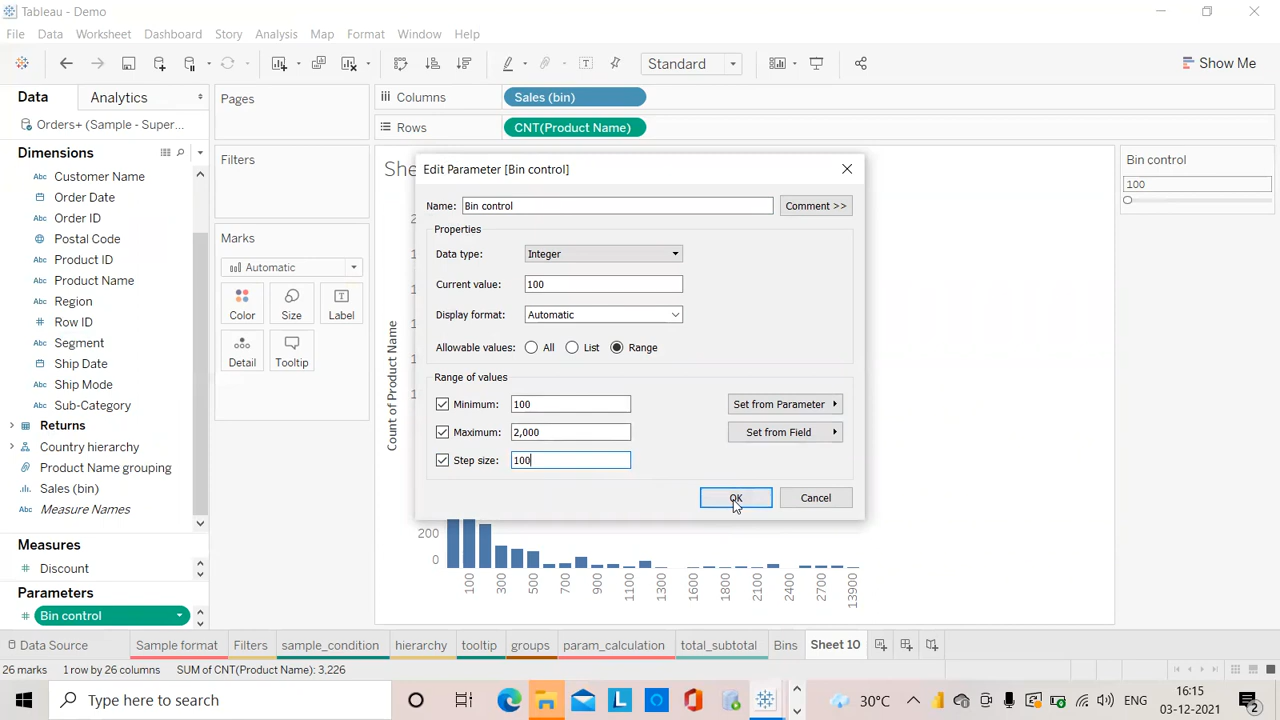 Tableau - Demo
File Data Worksheet Dashboard Story Analysis Map Format Window Help
Standard
Show Me
Data Analytics
Orders+ (Sample - Super...
Dimensions
Customer Name
Order Date
Order ID
Postal Code
Product ID
Product Name
Region
Row ID
Segment
Ship Date
Ship Mode
Sub-Category
Returns
Country hierarchy
Product Name grouping
Sales (bin)
Measure Names
Measures
Discount
Parameters
Bin control
Pages
Filters
Marks
Automatic
Color Size Label
Detail Tooltip
Columns Sales (bin)
Rows CNT(Product Name)
Edit Parameter [Bin control]
Name: Bin control Comment >>
Properties
Data type: Integer
Current value: 100
Display format: Automatic
Allowable values: All List Range
Range of values
Minimum: 100 Set from Parameter
Maximum: 2,000 Set from Field
Step size: 100
OK Cancel
Count of Product Name
200
0
100 300 500 700 900 1100 1300 1600 1800 2100 2400 2700 13900
Bin control
100
Data Source Sample format Filters sample_condition hierarchy tooltip groups param_calculation total_subtotal Bins Sheet 10
26 marks 1 row by 26 columns SUM of CNT(Product Name): 3,226
Type here to search
30°C
ENG
16:15
03-12-2021
2